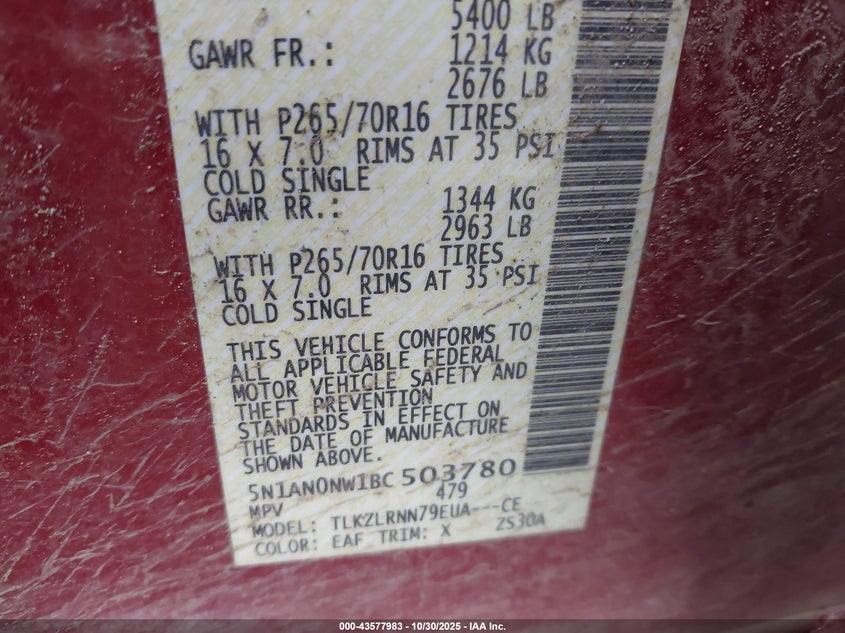 5400 LB
GAWR FR.: 1214 KG
2676 LB
WITH P265/70R16 TIRES
16 X 7.0 RIMS AT 35 PSI
COLD SINGLE
GAWR RR.: 1344 KG
2963 LB
WITH P265/70R16 TIRES
16 X 7.0 RIMS AT 35 PSI
COLD SINGLE
THIS VEHICLE CONFORMS TO
ALL APPLICABLE FEDERAL
MOTOR VEHICLE SAFETY AND
THEFT PREVENTION
STANDARDS IN EFFECT ON
THE DATE OF MANUFACTURE
SHOWN ABOVE.
5N1AN0NW1BC 503780
MPV 479
MODEL: TLKZLRNN79EUA---CE
COLOR: EAF TRIM: X ZS30A
000-43577983 | 10/30/2025 - IAA Inc.